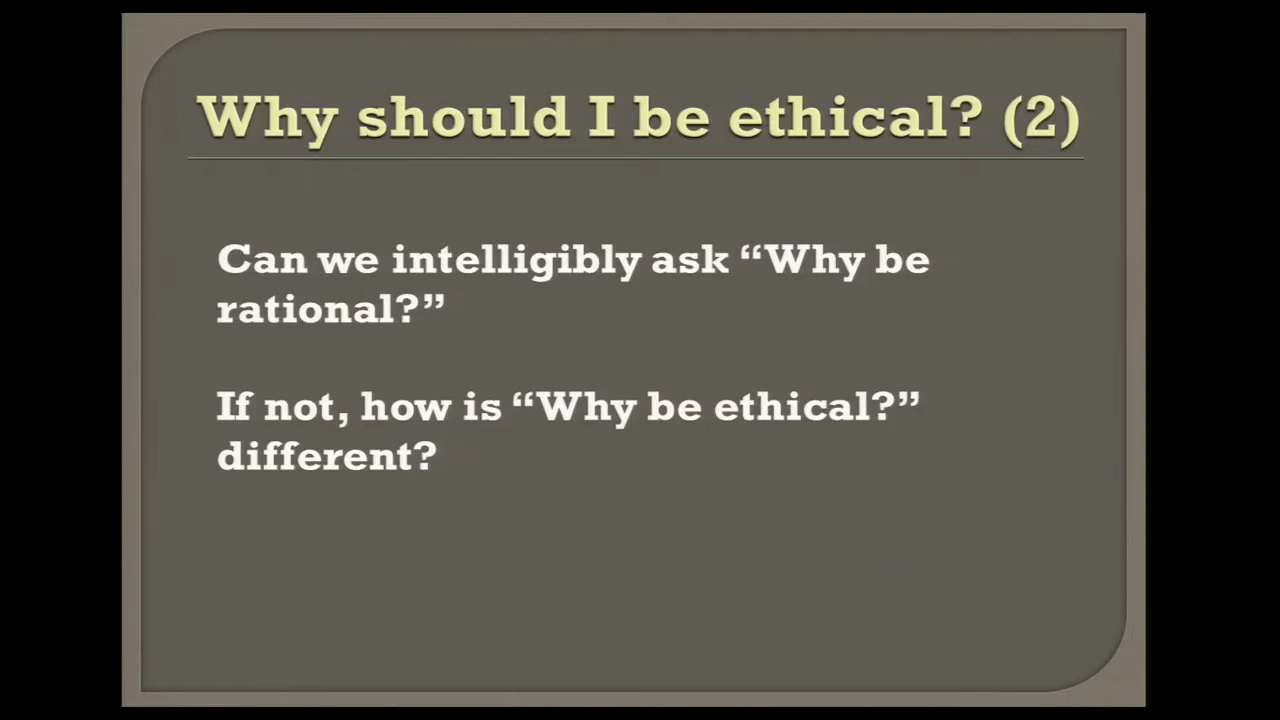 Why should I be ethical? (2)
Can we intelligibly ask “Why be
rational?”
If not, how is “Why be ethical?”
different?